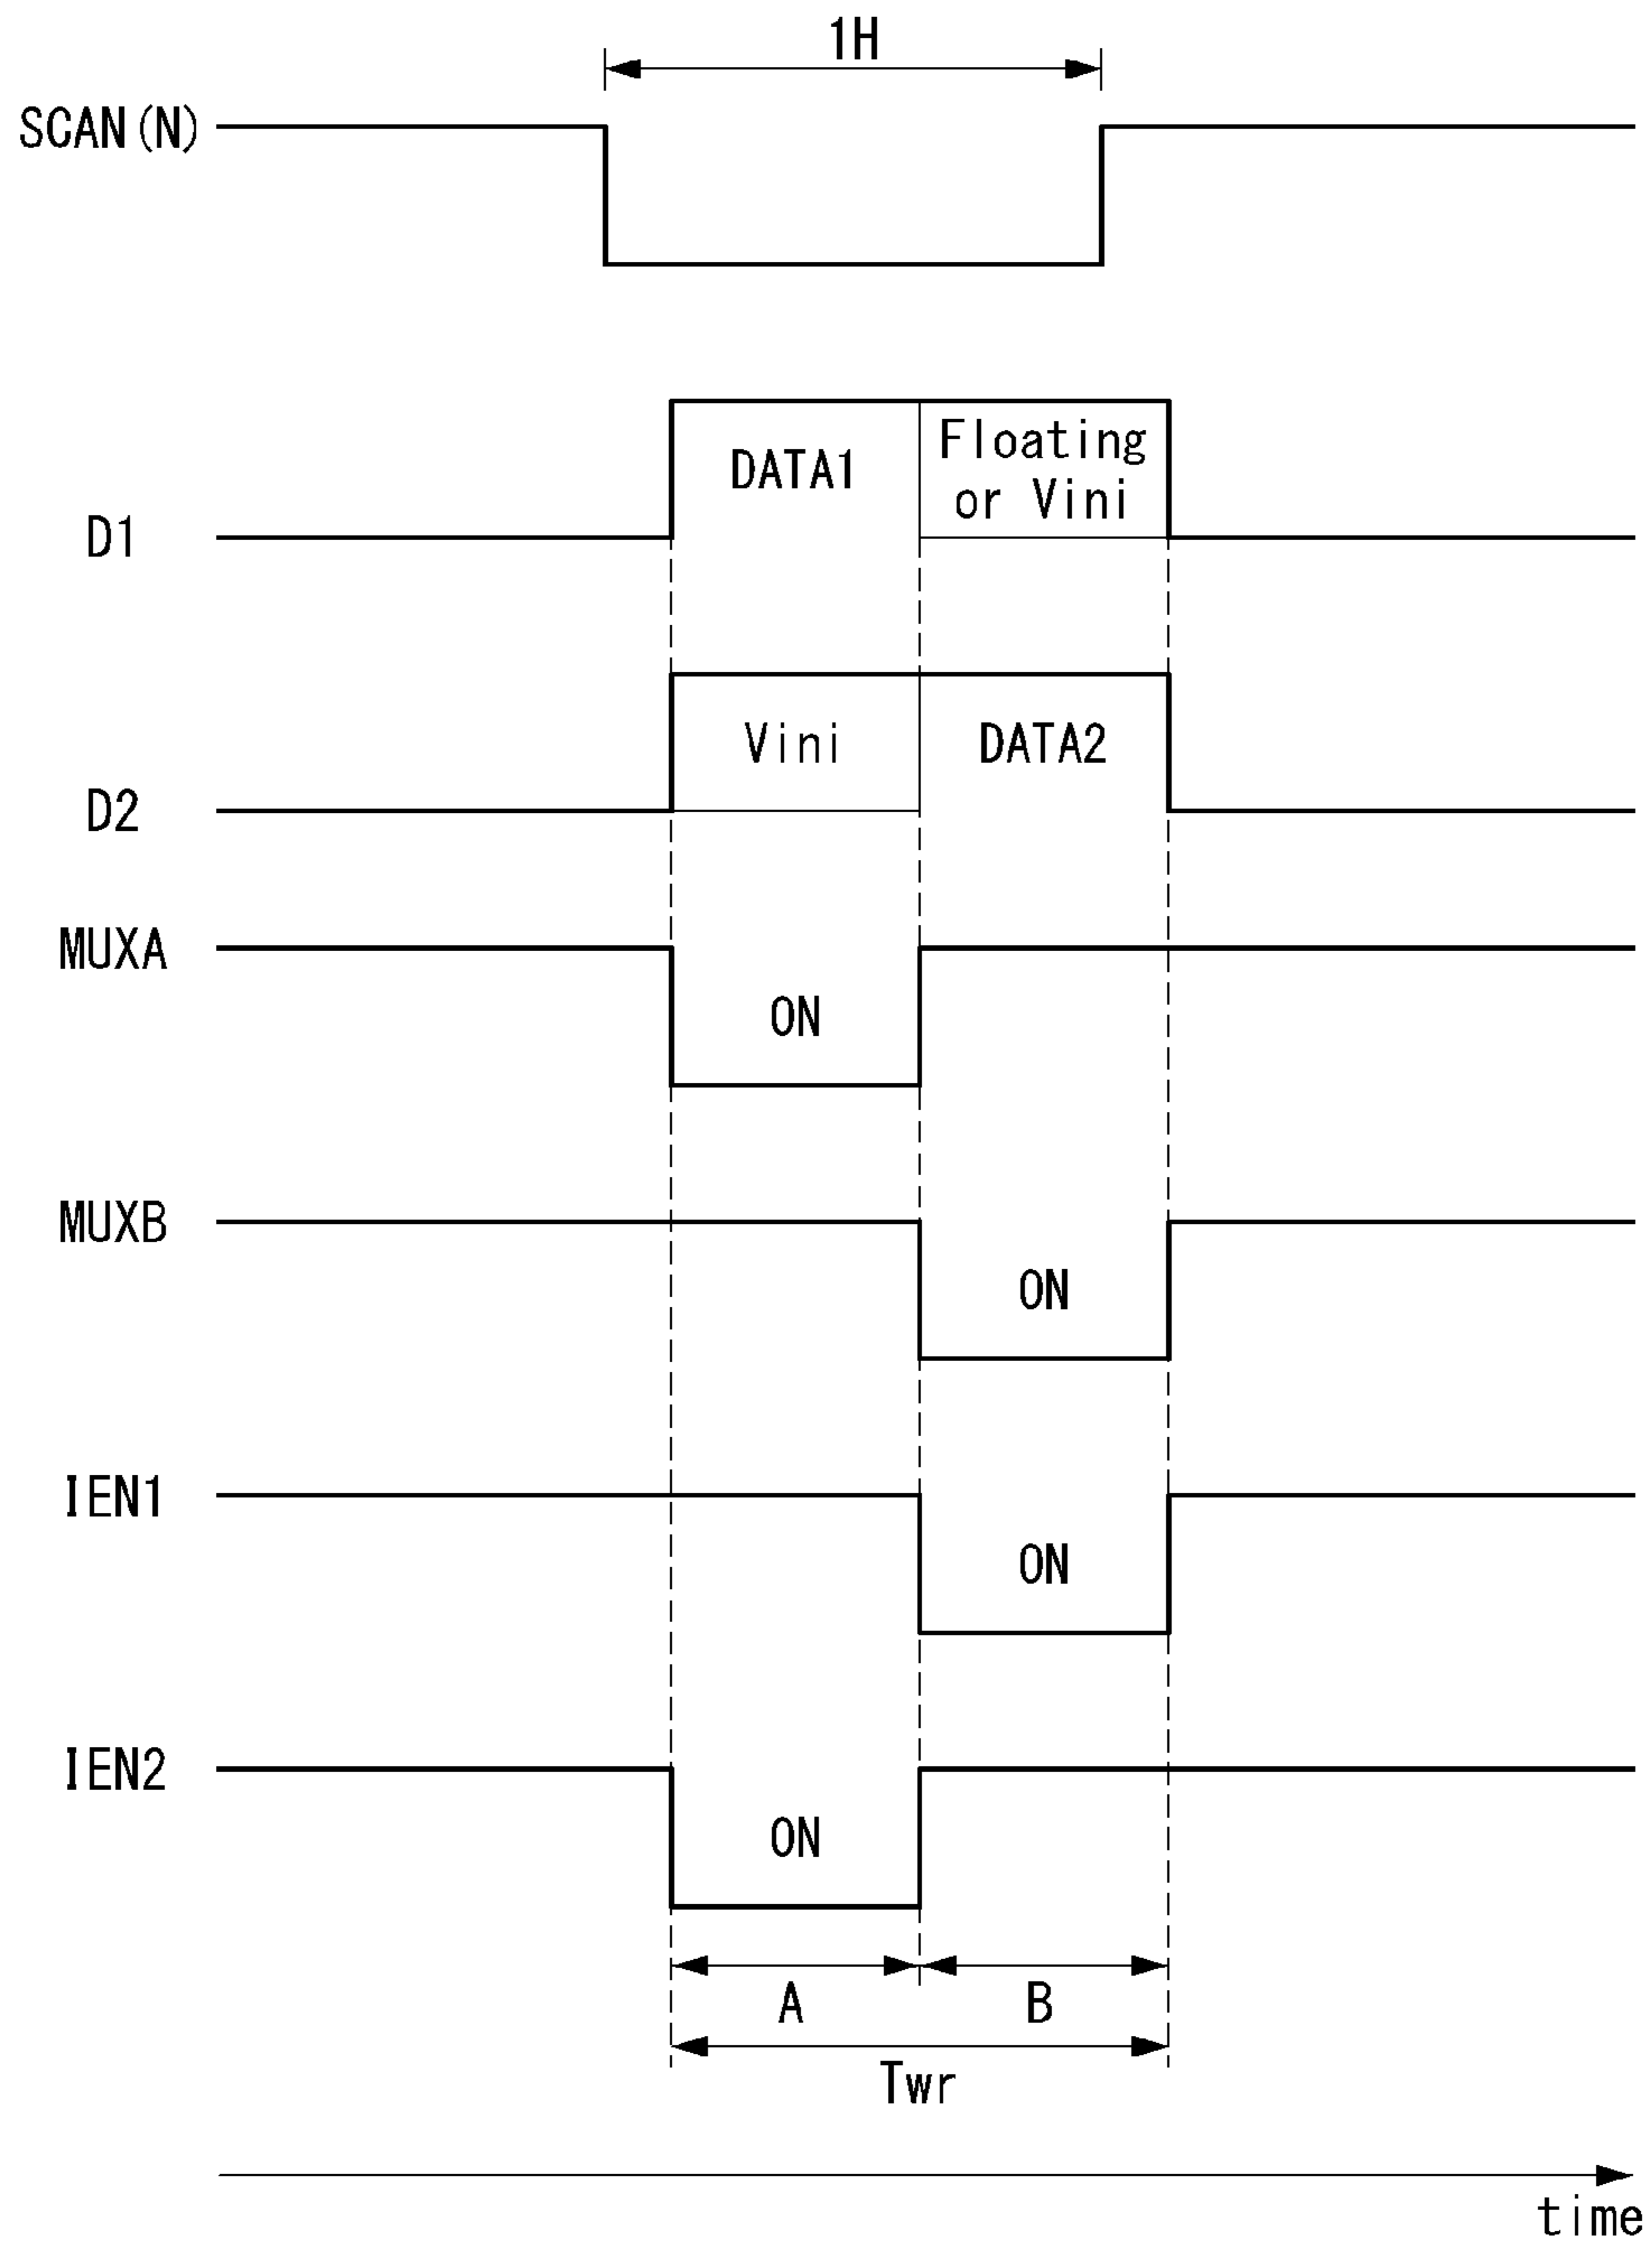 1H
SCAN(N)
DATA1
Floating
or Vini
D1
Vini
DATA2
D2
MUXA
ON
MUXB
ON
IEN1
ON
IEN2
ON
A
B
Twr
time